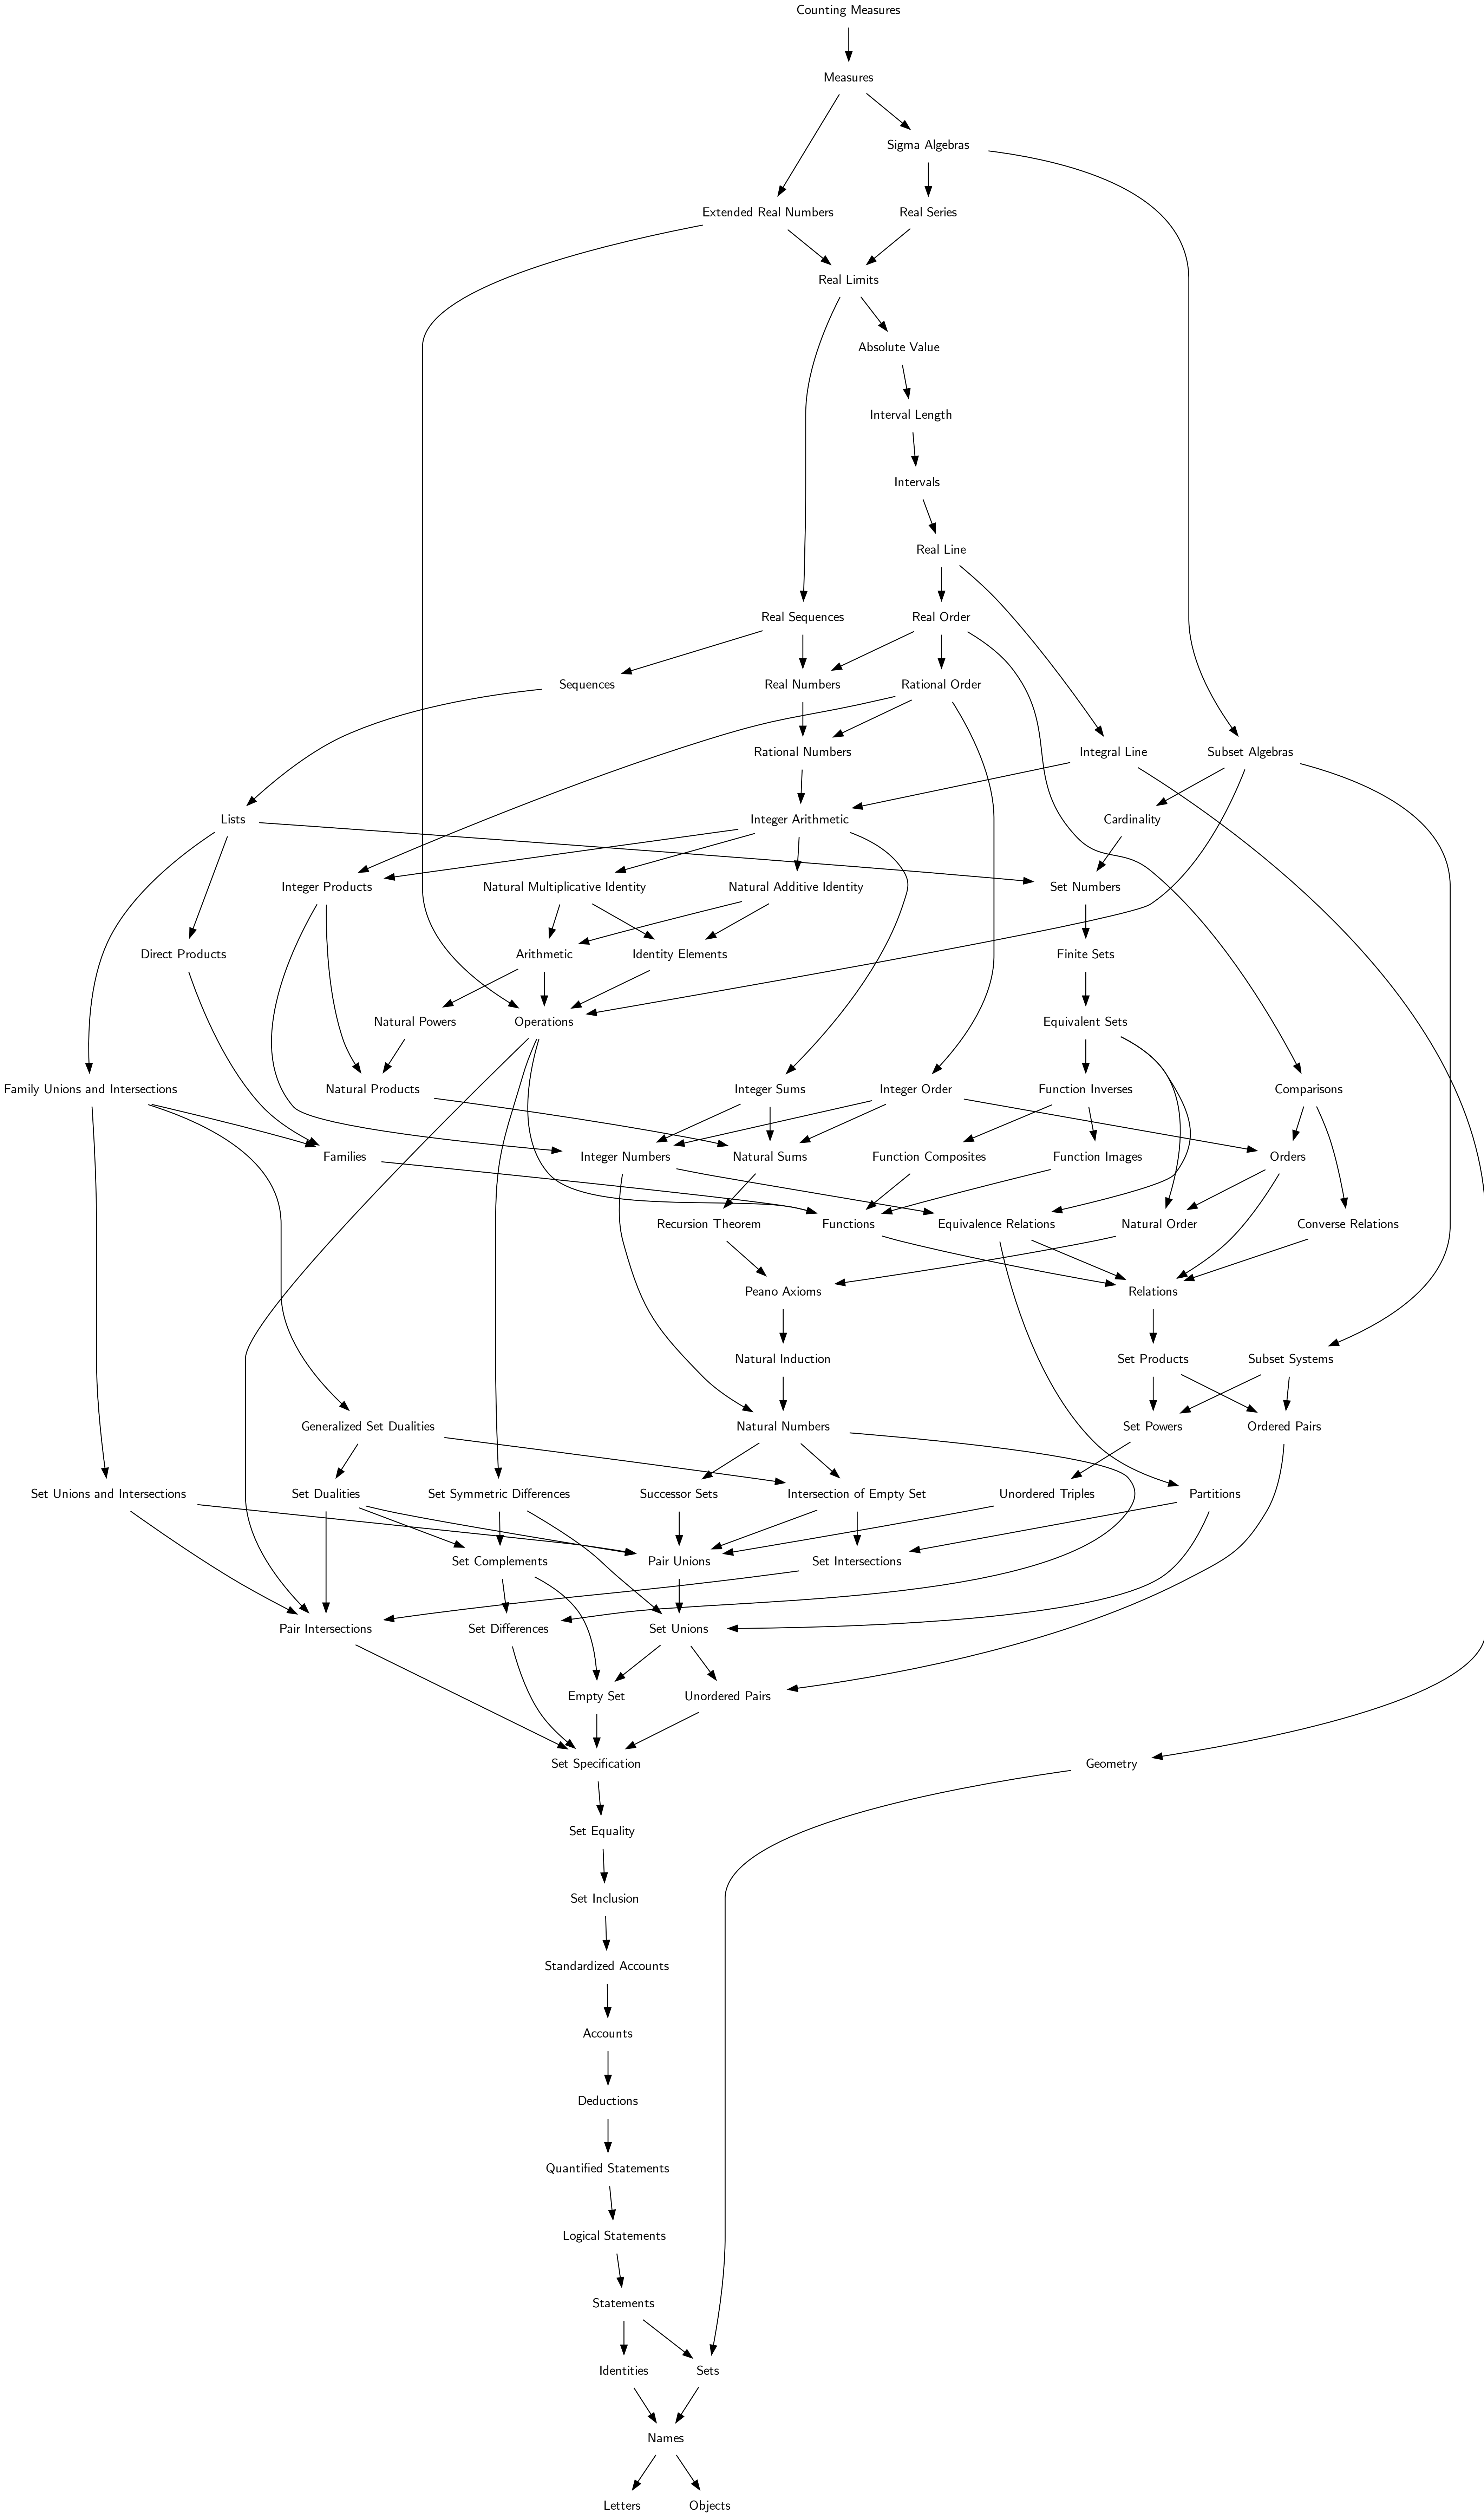 Counting Measures
Measures
Sigma Algebras
Extended Real Numbers
Real Series
Real Limits
Absolute Value
Interval Length
Intervals
Real Line
Real Sequences
Real Order
Sequences
Real Numbers
Rational Order
Rational Numbers
Integral Line
Subset Algebras
Lists
Integer Arithmetic
Cardinality
Integer Products
Natural Multiplicative Identity
Natural Additive Identity
Set Numbers
Direct Products
Arithmetic
Identity Elements
Finite Sets
Natural Powers
Operations
Equivalent Sets
Family Unions and Intersections
Natural Products
Integer Sums
Integer Order
Function Inverses
Comparisons
Families
Integer Numbers
Natural Sums
Function Composites
Function Images
Orders
Recursion Theorem
Functions
Equivalence Relations
Natural Order
Converse Relations
Peano Axioms
Relations
Natural Induction
Set Products
Subset Systems
Generalized Set Dualities
Natural Numbers
Set Powers
Ordered Pairs
Set Unions and Intersections
Set Dualities
Set Symmetric Differences
Successor Sets
Intersection of Empty Set
Unordered Triples
Partitions
Set Complements
Pair Unions
Set Intersections
Pair Intersections
Set Differences
Set Unions
Empty Set
Unordered Pairs
Set Specification
Geometry
Set Equality
Set Inclusion
Standardized Accounts
Accounts
Deductions
Quantified Statements
Logical Statements
Statements
Identities
Sets
Names
Letters
Objects